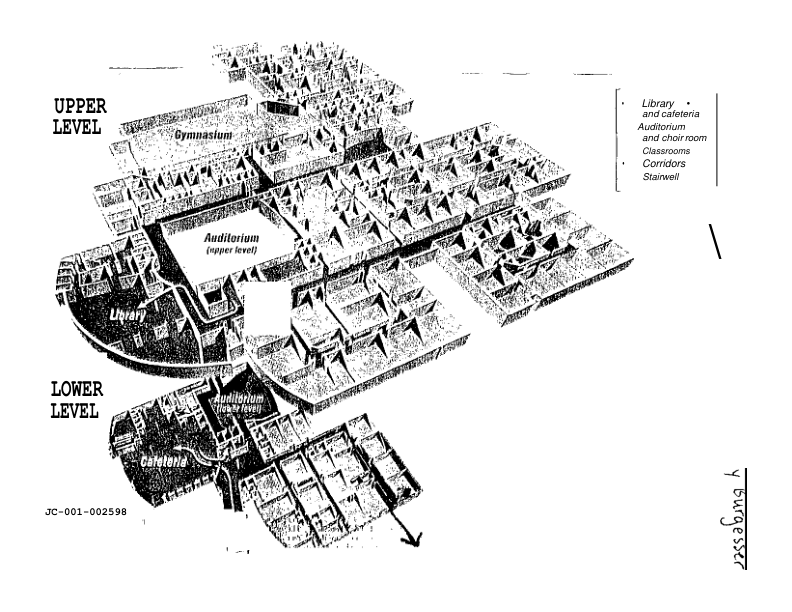 UPPER
LEVEL
Gymnasium
Library •
and cafeteria
Auditorium
and choir room
Classrooms
Corridors
Stairwell
Auditorium
(upper level)
Library
LOWER
LEVEL
Auditorium
(lower level)
Cafeteria
JC-001-002598
y burgesser